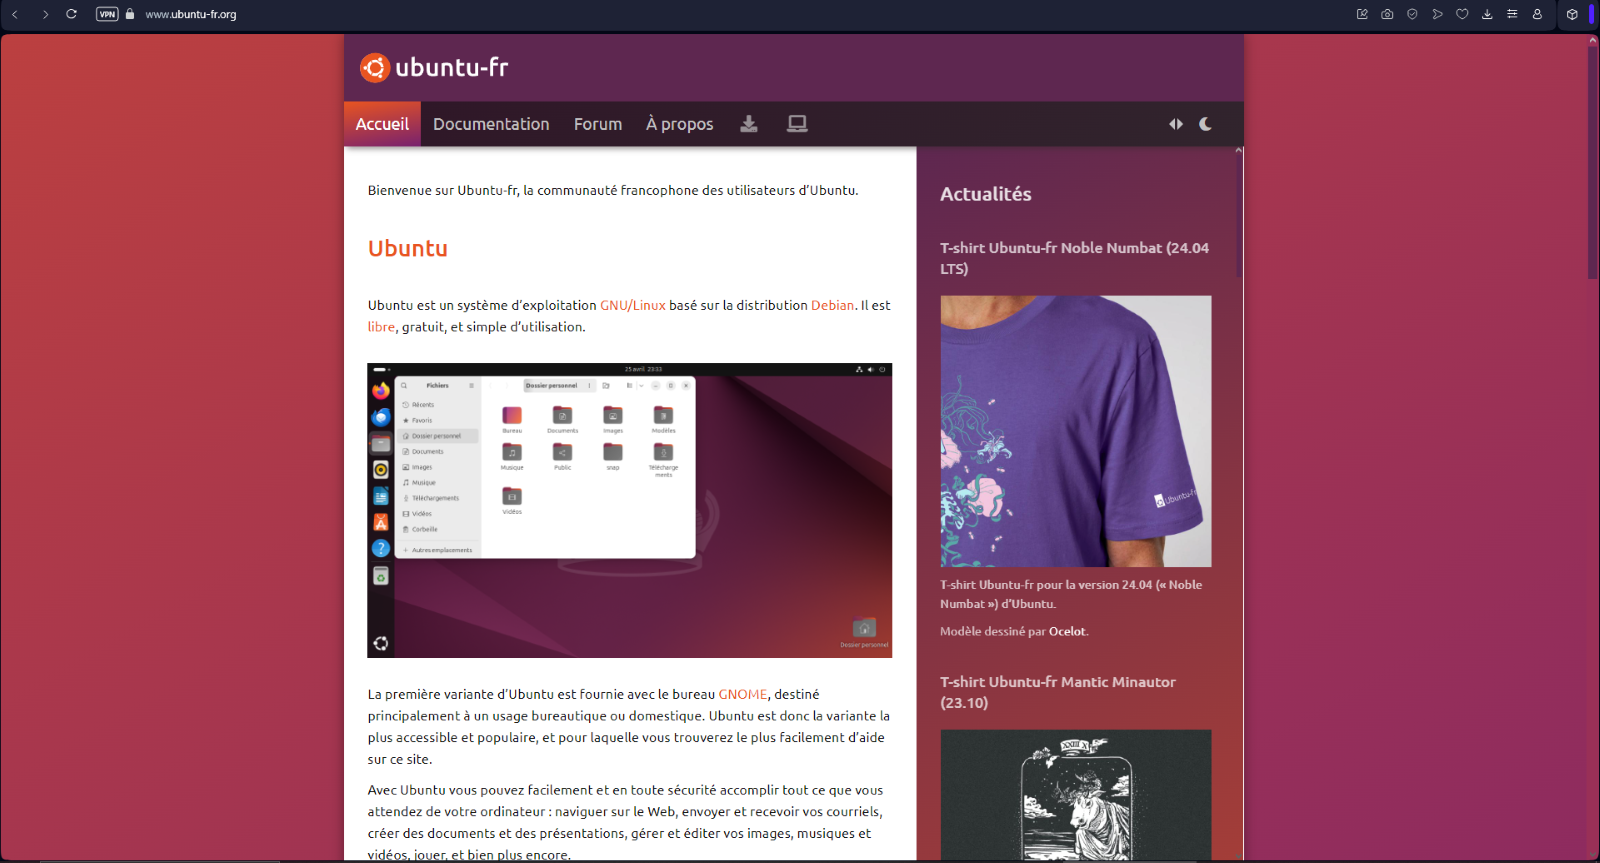 VPN
www.ubuntu-fr.org
ubuntu-fr
Accueil
Documentation
Forum
À propos
Bienvenue sur Ubuntu-fr, la communauté francophone des utilisateurs d’Ubuntu.
Ubuntu
Ubuntu est un système d’exploitation GNU/Linux basé sur la distribution Debian. Il est
libre, gratuit, et simple d’utilisation.
25 avril 23:33
Fichiers
Dossier personnel
Récents
Favoris
Dossier personnel
Documents
Images
Musique
Téléchargements
Vidéos
Corbeille
Autres emplacements
Bureau
Documents
Images
Modèles
Musique
Public
snap
Télécharge
ments
Vidéos
Dossier personnel
La première variante d’Ubuntu est fournie avec le bureau GNOME, destiné
principalement à un usage bureautique ou domestique. Ubuntu est donc la variante la
plus accessible et populaire, et pour laquelle vous trouverez le plus facilement d’aide
sur ce site.
Avec Ubuntu vous pouvez facilement et en toute sécurité accomplir tout ce que vous
attendez de votre ordinateur : naviguer sur le Web, envoyer et recevoir vos courriels,
créer des documents et des présentations, gérer et éditer vos images, musiques et
vidéos, jouer, et bien plus encore.
Actualités
T-shirt Ubuntu-fr Noble Numbat (24.04
LTS)
Ubuntu-fr
T-shirt Ubuntu-fr pour la version 24.04 (« Noble
Numbat ») d’Ubuntu.
Modèle dessiné par Ocelot.
T-shirt Ubuntu-fr Mantic Minautor
(23.10)
XXIII X